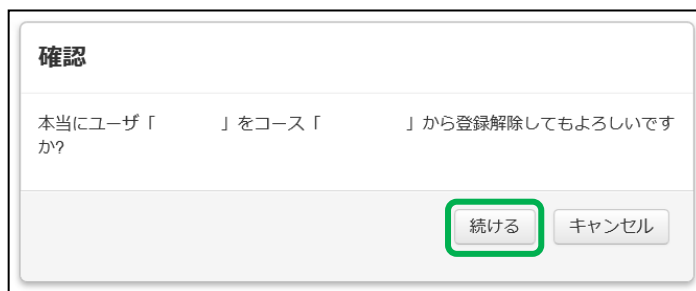 確認
本当にユーザ「　　　　」をコース「　　　　　」から登録解除してもよろしいです
か?
続ける　キャンセル